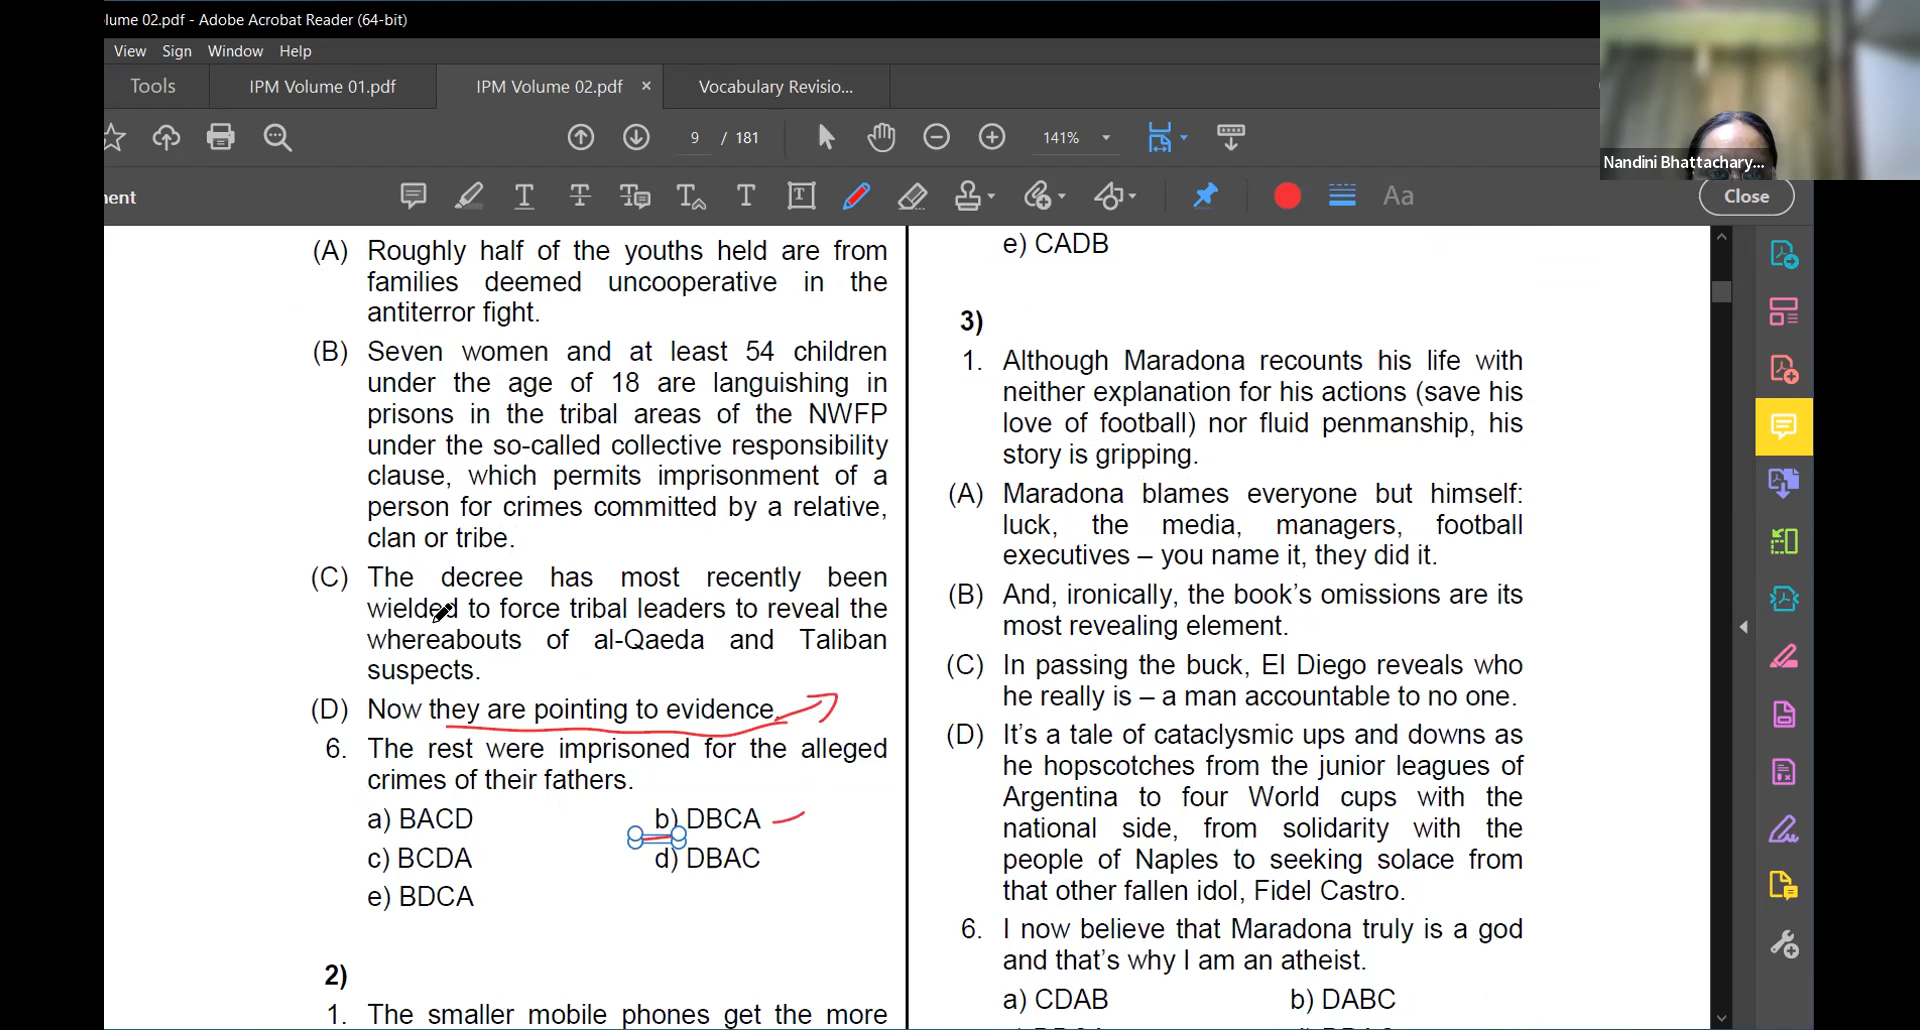 lume 02.pdf - Adobe Acrobat Reader (64-bit)
View Sign Window Help
Tools IPM Volume 01.pdf IPM Volume 02.pdf × Vocabulary Revisio...
9 / 181 141%
ent Aa Close
Nandini Bhattachary...
(A) Roughly half of the youths held are from
families deemed uncooperative in the
antiterror fight.
(B) Seven women and at least 54 children
under the age of 18 are languishing in
prisons in the tribal areas of the NWFP
under the so-called collective responsibility
clause, which permits imprisonment of a
person for crimes committed by a relative,
clan or tribe.
(C) The decree has most recently been
wielded to force tribal leaders to reveal the
whereabouts of al-Qaeda and Taliban
suspects.
(D) Now they are pointing to evidence.
6. The rest were imprisoned for the alleged
crimes of their fathers.
a) BACD b) DBCA
c) BCDA d) DBAC
e) BDCA
2)
1. The smaller mobile phones get the more
e) CADB
3)
1. Although Maradona recounts his life with
neither explanation for his actions (save his
love of football) nor fluid penmanship, his
story is gripping.
(A) Maradona blames everyone but himself:
luck, the media, managers, football
executives – you name it, they did it.
(B) And, ironically, the book's omissions are its
most revealing element.
(C) In passing the buck, El Diego reveals who
he really is – a man accountable to no one.
(D) It's a tale of cataclysmic ups and downs as
he hopscotches from the junior leagues of
Argentina to four World cups with the
national side, from solidarity with the
people of Naples to seeking solace from
that other fallen idol, Fidel Castro.
6. I now believe that Maradona truly is a god
and that's why I am an atheist.
a) CDAB b) DABC